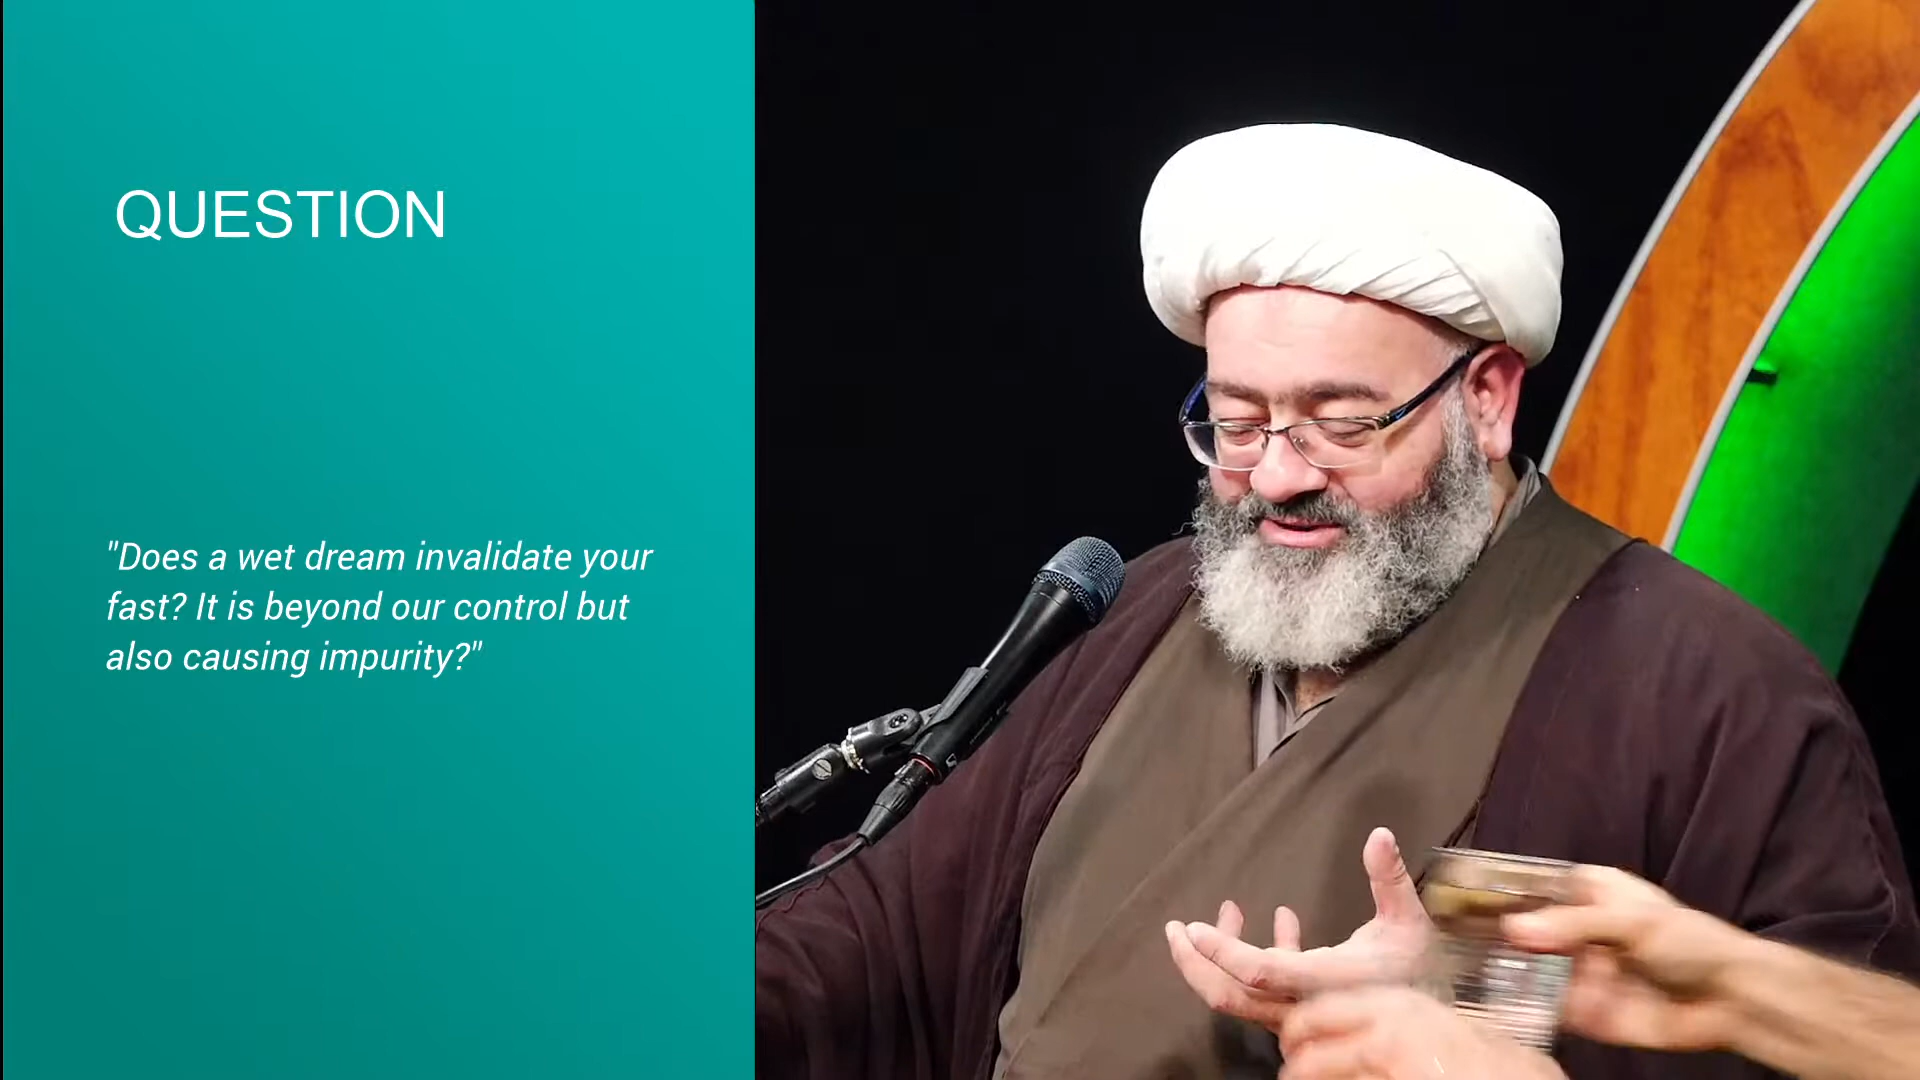 QUESTION
"Does a wet dream invalidate your
fast? It is beyond our control but
also causing impurity?"